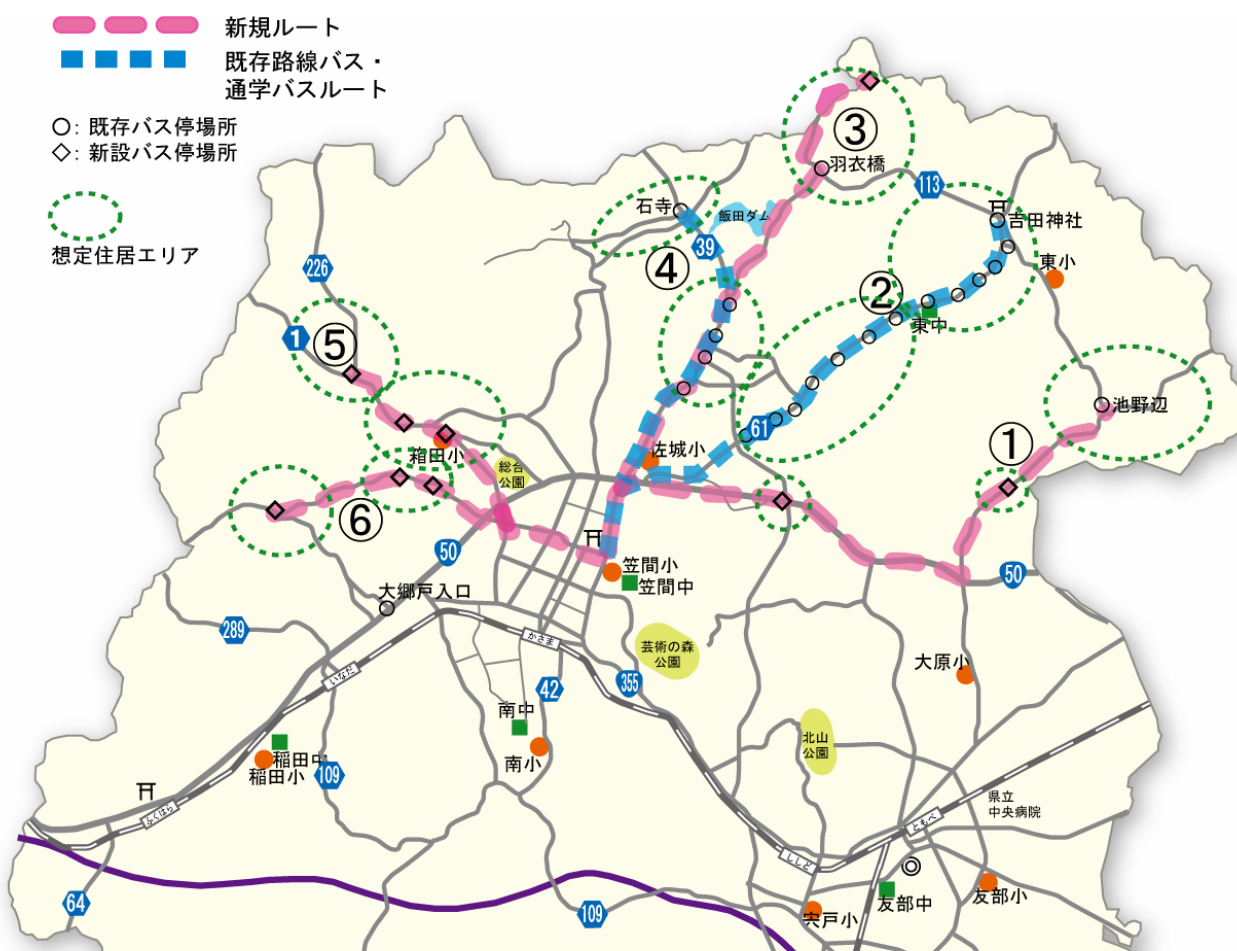 新規ルート
既存路線バス・
通学バスルート
○：既存バス停場所
◇：新設バス停場所
想定住居エリア
③
羽衣橋
113
石寺
飯田ダム
吉田神社
39
④
226
東小
②
東中
1
⑤
池野辺
61
①
佐城小
箱田小
総合
公園
⑥
50
笠間小
笠間中
50
大郷戸入口
289
かさま
芸術の森
公園
大原小
いなだ
355
42
南中
北山
公園
南小
稲田中
稲田小
109
県立
中央病院
ふくはら
ともべ
ししど
友部中
友部小
64
109
宍戸小